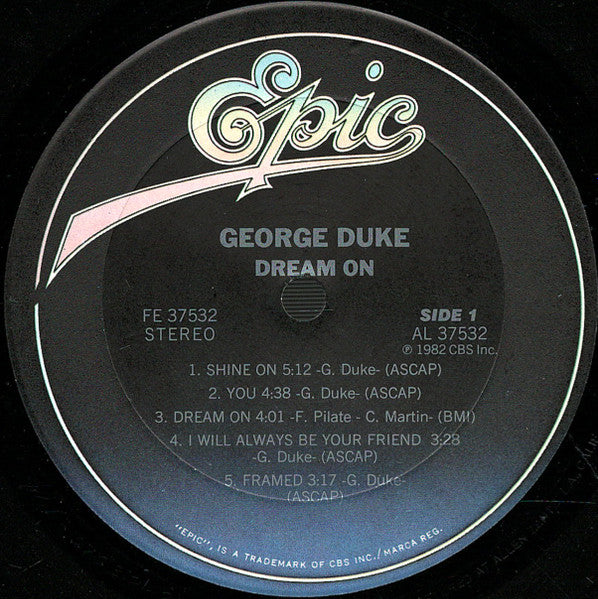 Epic
GEORGE DUKE
DREAM ON
FE 37532
STEREO
SIDE 1
AL 37532
℗ 1982 CBS Inc.
1. SHINE ON 5:12 -G. Duke- (ASCAP)
2. YOU 4:38 -G. Duke- (ASCAP)
3. DREAM ON 4:01 -F. Pilate - C. Martin- (BMI)
4. I WILL ALWAYS BE YOUR FRIEND 3:28
-G. Duke- (ASCAP)
5. FRAMED 3:17 -G. Duke-
(ASCAP)
"EPIC", IS A TRADEMARK OF CBS INC./MARCA REG.